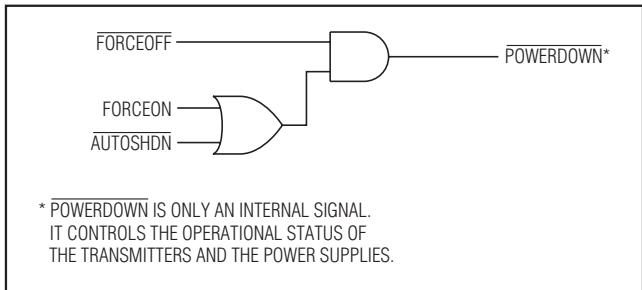 FORCEOFF
POWERDOWN*
FORCEON
AUTOSHDN
* POWERDOWN IS ONLY AN INTERNAL SIGNAL.
IT CONTROLS THE OPERATIONAL STATUS OF
THE TRANSMITTERS AND THE POWER SUPPLIES.